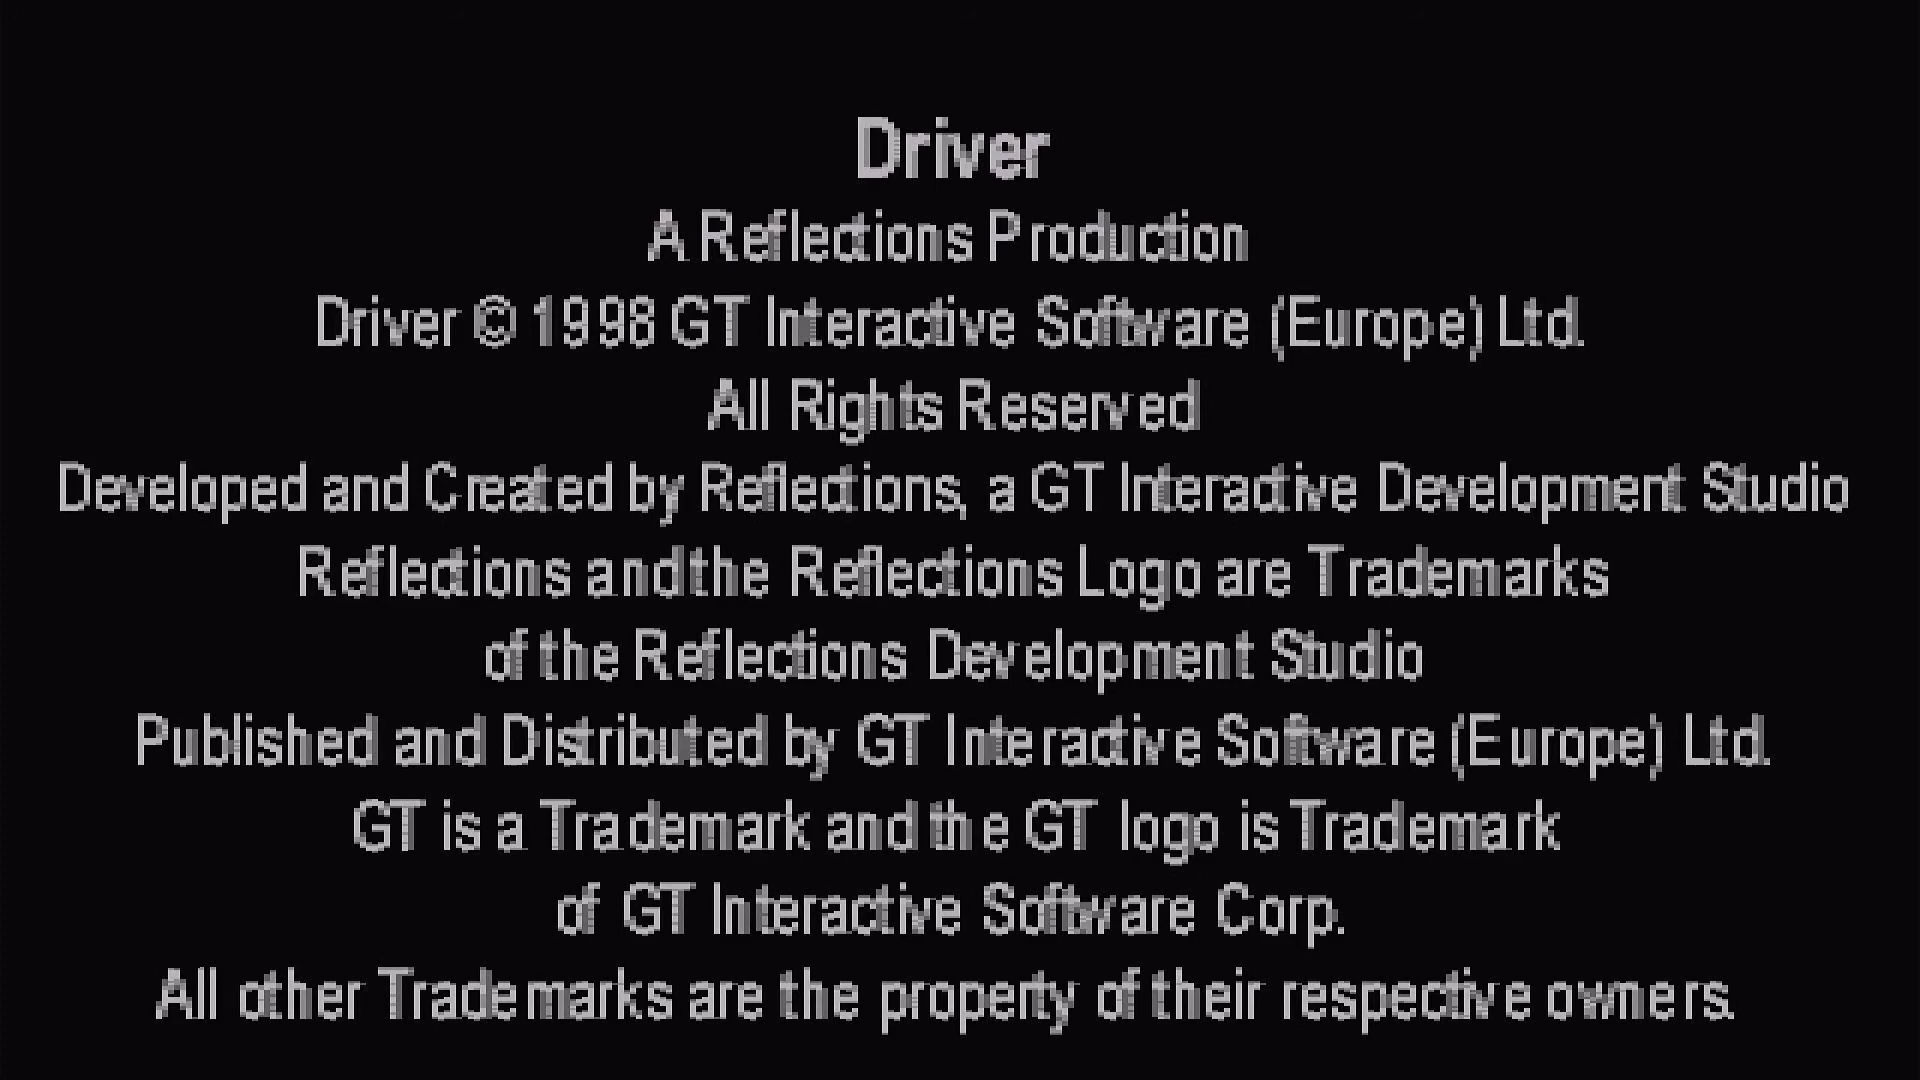 Driver
A Reflections Production
Driver © 1998 GT Interactive Software (Europe) Ltd.
All Rights Reserved
Developed and Created by Reflections, a GT Interactive Development Studio
Reflections and the Reflections Logo are Trademarks
of the Reflections Development Studio
Published and Distributed by GT Interactive Software (Europe) Ltd.
GT is a Trademark and the GT logo is Trademark
of GT Interactive Software Corp.
All other Trademarks are the property of their respective owners.